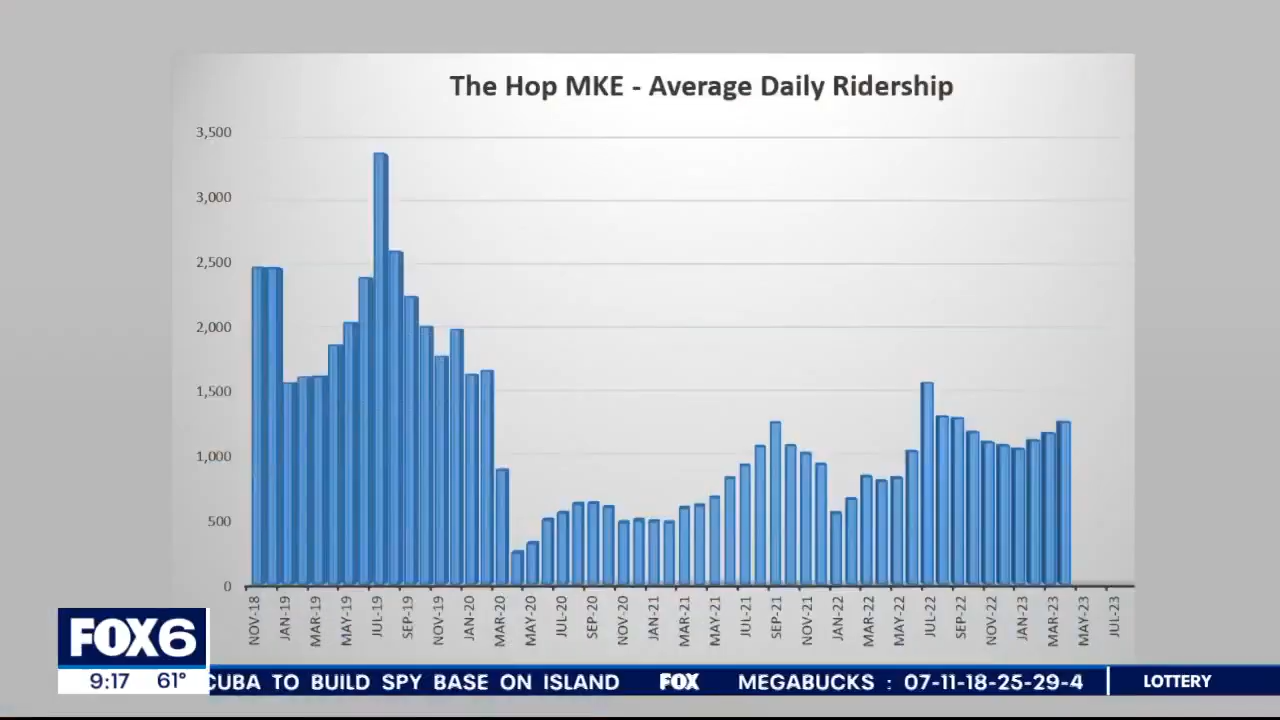 The Hop MKE - Average Daily Ridership
3,500
3,000
2,500
2,000
1,500
1,000
500
0
NOV-18
JAN-19
MAR-19
MAY-19
JUL-19
SEP-19
NOV-19
JAN-20
MAR-20
MAY-20
JUL-20
SEP-20
NOV-20
JAN-21
MAR-21
MAY-21
JUL-21
SEP-21
NOV-21
JAN-22
MAR-22
MAY-22
JUL-22
SEP-22
NOV-22
JAN-23
MAR-23
MAY-23
JUL-23
FOX6
9:17 61°
CUBA TO BUILD SPY BASE ON ISLAND FOX MEGABUCKS : 07-11-18-25-29-4 LOTTERY